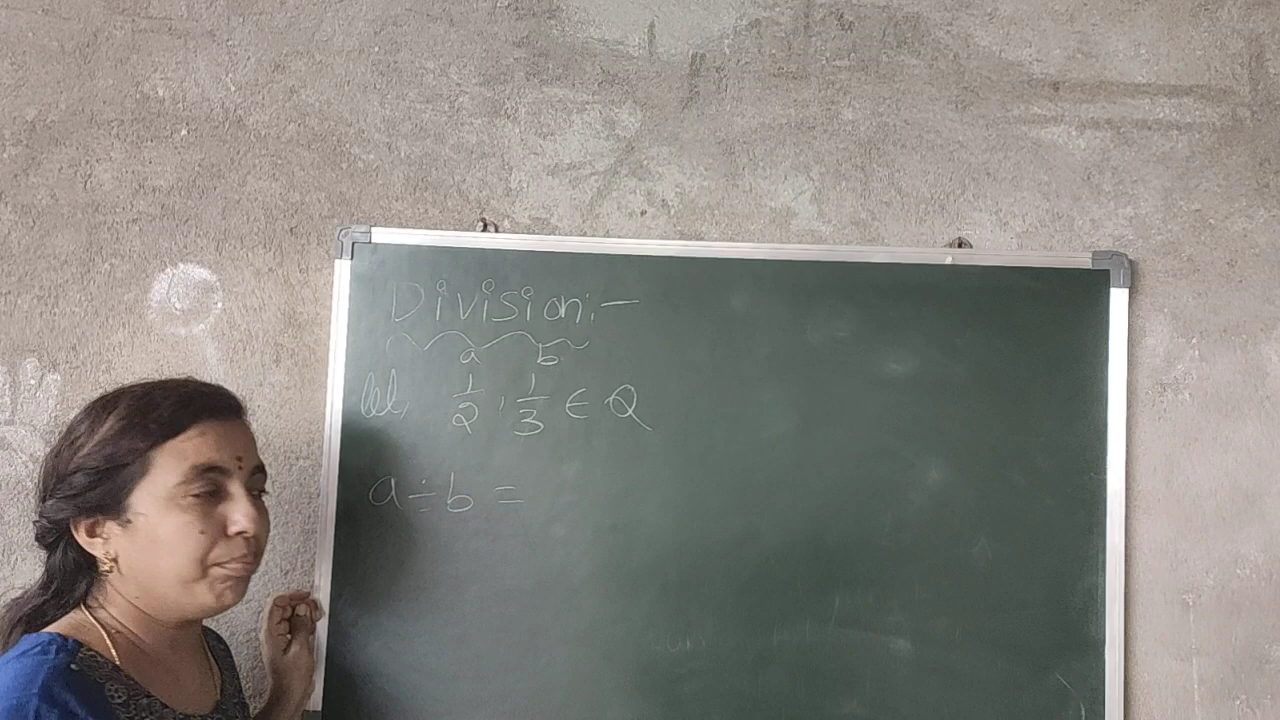 Division:-
a b
let, 1/2, 1/3 ∈ Q
a÷b =